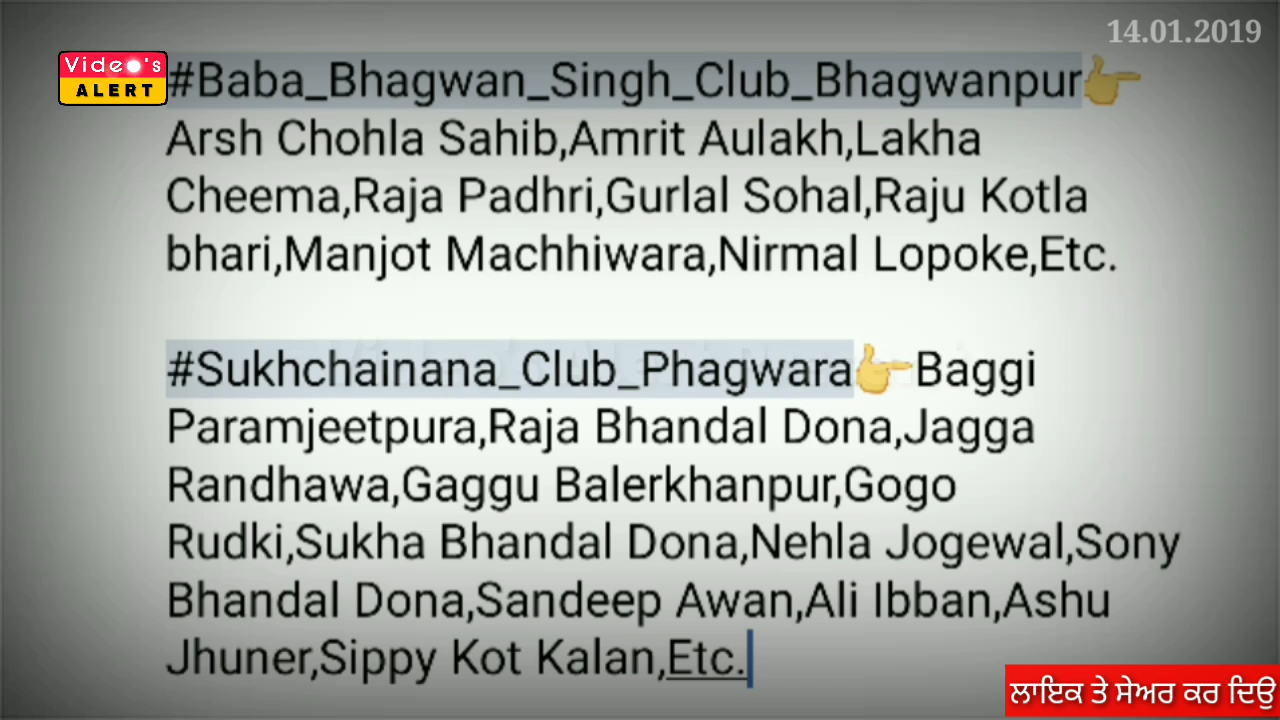 14.01.2019
Video's
ALERT
#Baba_Bhagwan_Singh_Club_Bhagwanpur👉
Arsh Chohla Sahib,Amrit Aulakh,Lakha
Cheema,Raja Padhri,Gurlal Sohal,Raju Kotla
bhari,Manjot Machhiwara,Nirmal Lopoke,Etc.
#Sukhchainana_Club_Phagwara👉Baggi
Paramjeetpura,Raja Bhandal Dona,Jagga
Randhawa,Gaggu Balerkhanpur,Gogo
Rudki,Sukha Bhandal Dona,Nehla Jogewal,Sony
Bhandal Dona,Sandeep Awan,Ali Ibban,Ashu
Jhuner,Sippy Kot Kalan,Etc.
ਲਾਇਕ ਤੇ ਸੇਅਰ ਕਰ ਦਿਉ